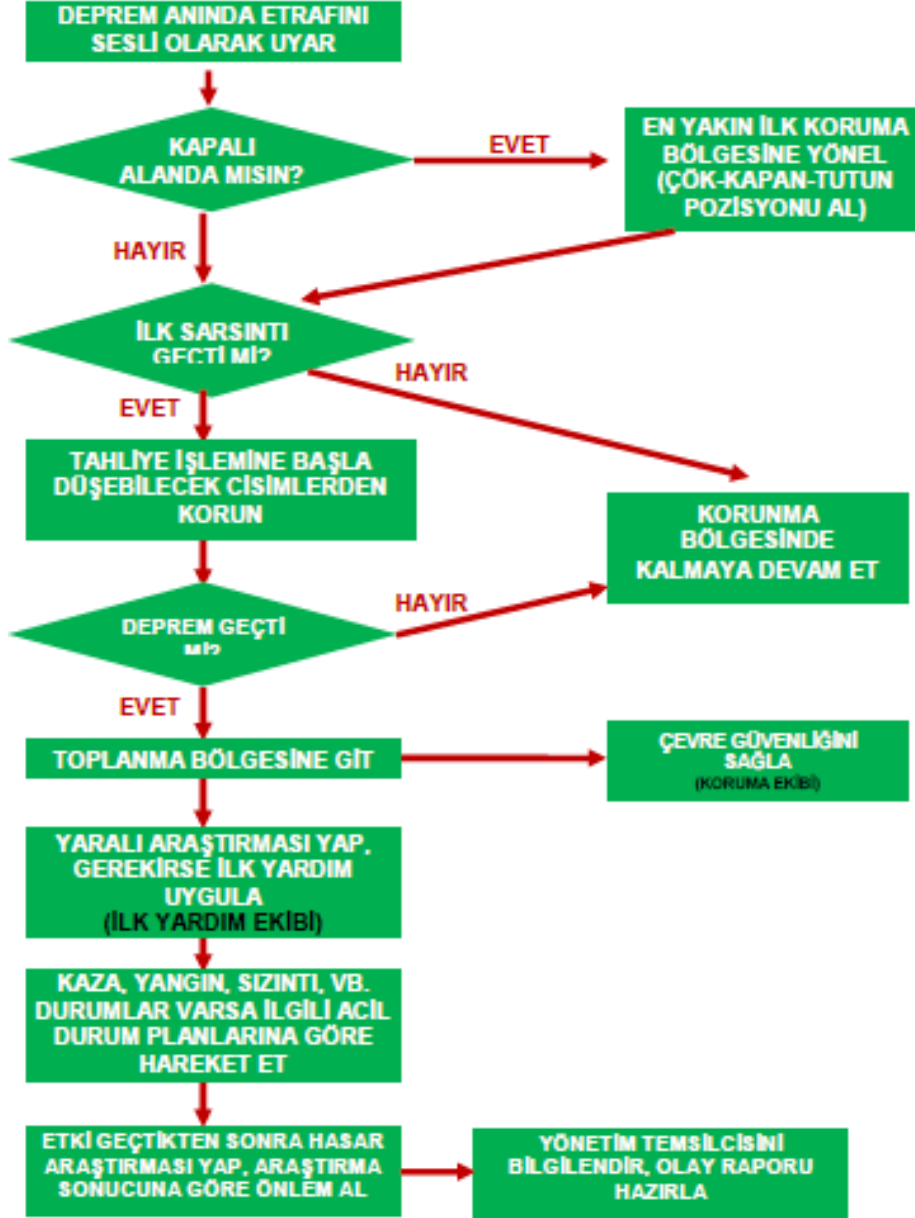 DEPREM ANINDA ETRAFINI
SESLİ OLARAK UYAR
KAPALI
ALANDA MISIN?
EVET
EN YAKIN İLK KORUMA
BÖLGESİNE YÖNEL
(ÇÖK-KAPAN-TUTUN
POZİSYONU AL)
HAYIR
İLK SARSINTI
GEÇTİ Mİ?
HAYIR
EVET
TAHLİYE İŞLEMİNE BAŞLA
DÜŞEBİLECEK CİSİMLERDEN
KORUN
KORUNMA
BÖLGESİNDE
KALMAYA DEVAM ET
DEPREM GEÇTİ
Mİ?
HAYIR
EVET
TOPLANMA BÖLGESİNE GİT
ÇEVRE GÜVENLİĞİNİ
SAĞLA
(KORUMA EKİBİ)
YARALI ARAŞTIRMASI YAP,
GEREKİRSE İLK YARDIM
UYGULA
(İLK YARDIM EKİBİ)
KAZA, YANGIN, SIZINTI, VB.
DURUMLAR VARSA İLGİLİ ACİL
DURUM PLANLARINA GÖRE
HAREKET ET
ETKİ GEÇTİKTEN SONRA HASAR
ARAŞTIRMASI YAP, ARAŞTIRMA
SONUCUNA GÖRE ÖNLEM AL
YÖNETİM TEMSİLCİSİNİ
BİLGİLENDİR, OLAY RAPORU
HAZIRLA